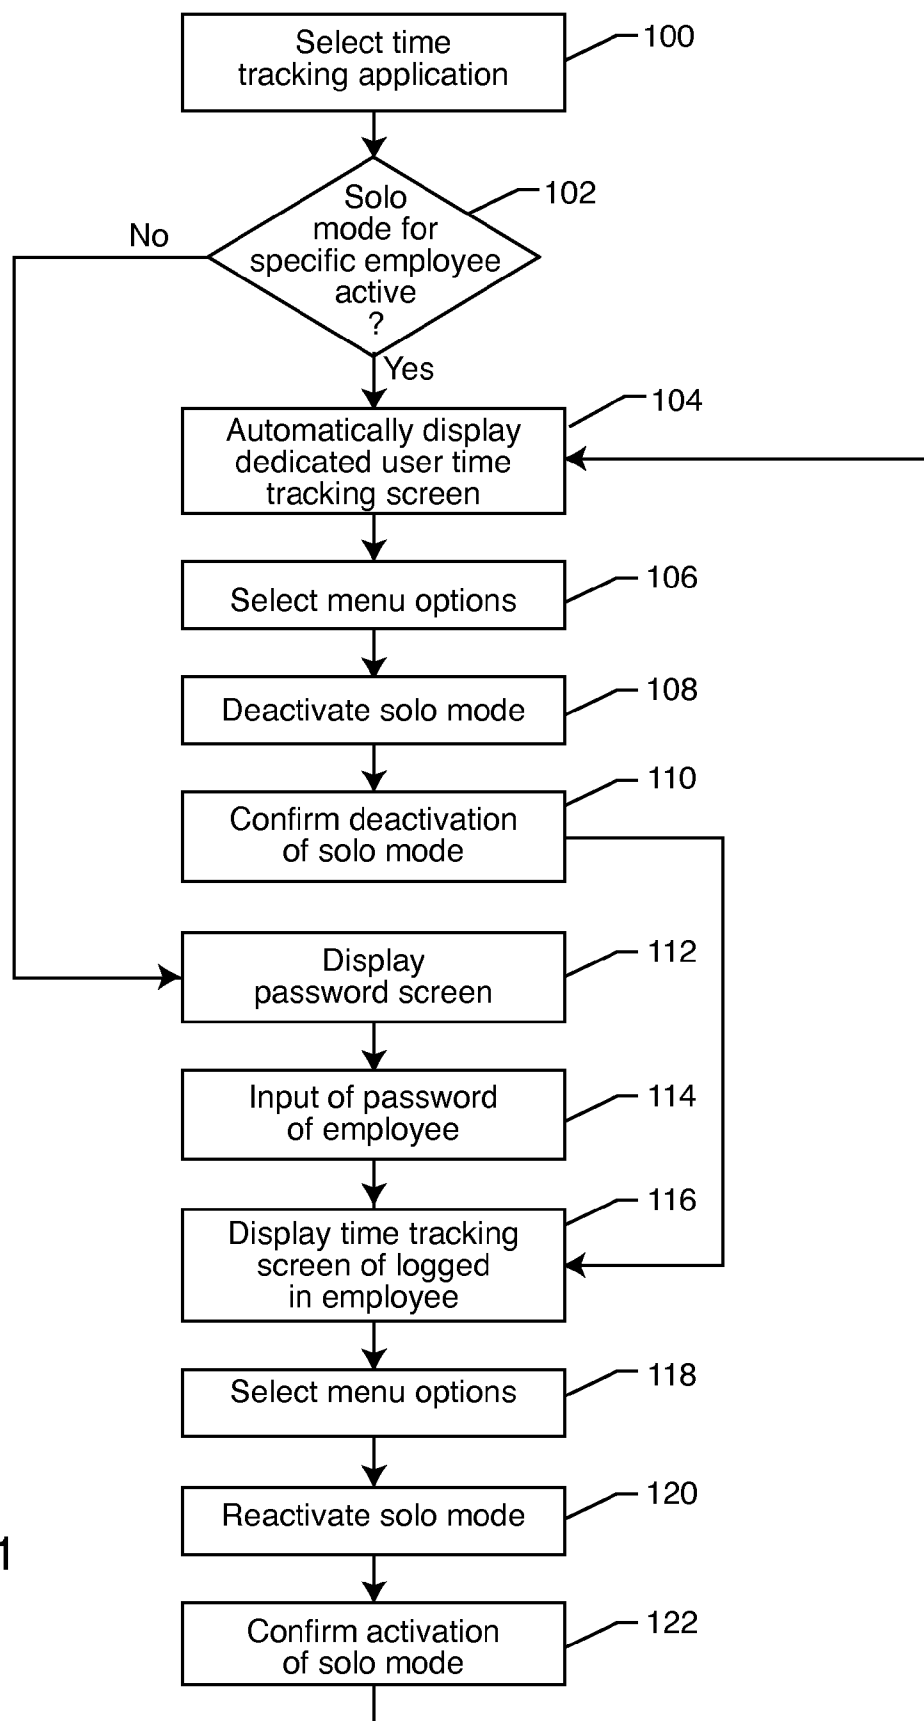 Select time
tracking application
100
Solo
mode for
specific employee
active
?
102
No
Yes
Automatically display
dedicated user time
tracking screen
104
Select menu options
106
Deactivate solo mode
108
Confirm deactivation
of solo mode
110
Display
password screen
112
Input of password
of employee
114
Display time tracking
screen of logged
in employee
116
Select menu options
118
Reactivate solo mode
120
1
Confirm activation
of solo mode
122